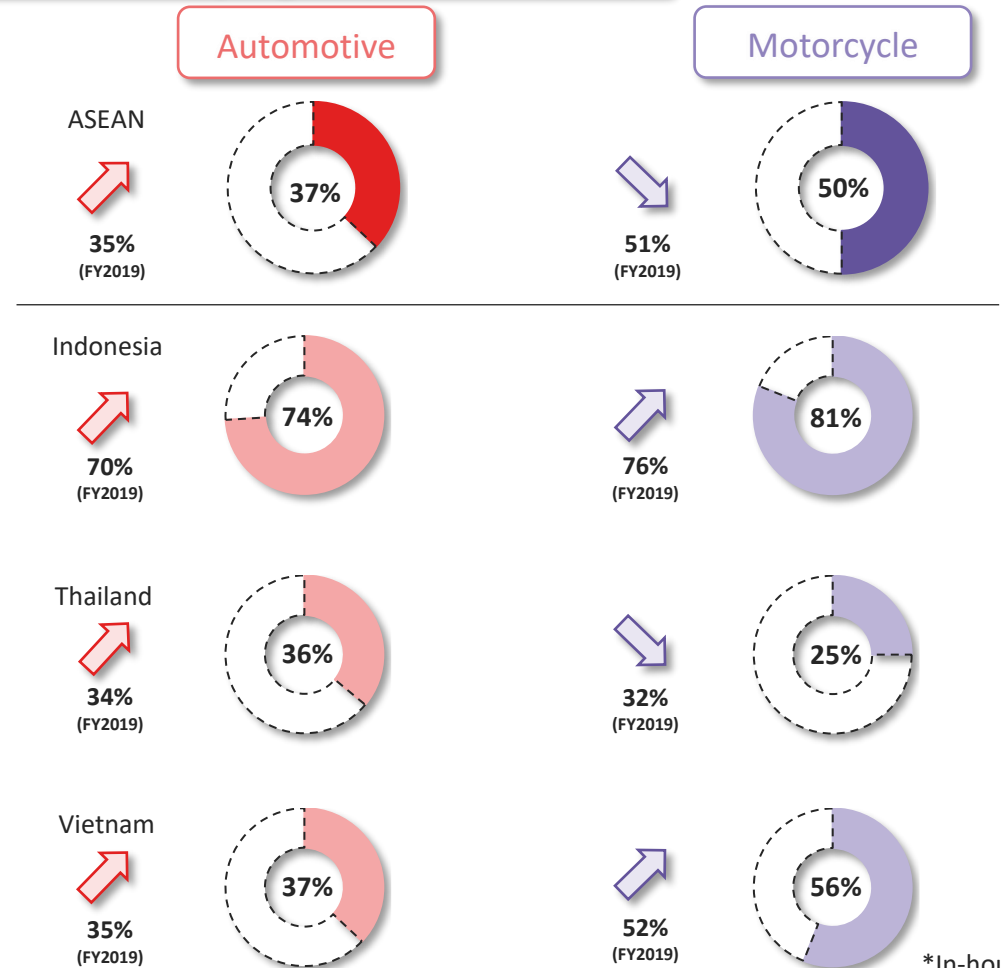 Automotive
Motorcycle
ASEAN
37%
35%
(FY2019)
50%
51%
(FY2019)
Indonesia
74%
70%
(FY2019)
81%
76%
(FY2019)
Thailand
36%
34%
(FY2019)
25%
32%
(FY2019)
Vietnam
37%
35%
(FY2019)
56%
52%
(FY2019)